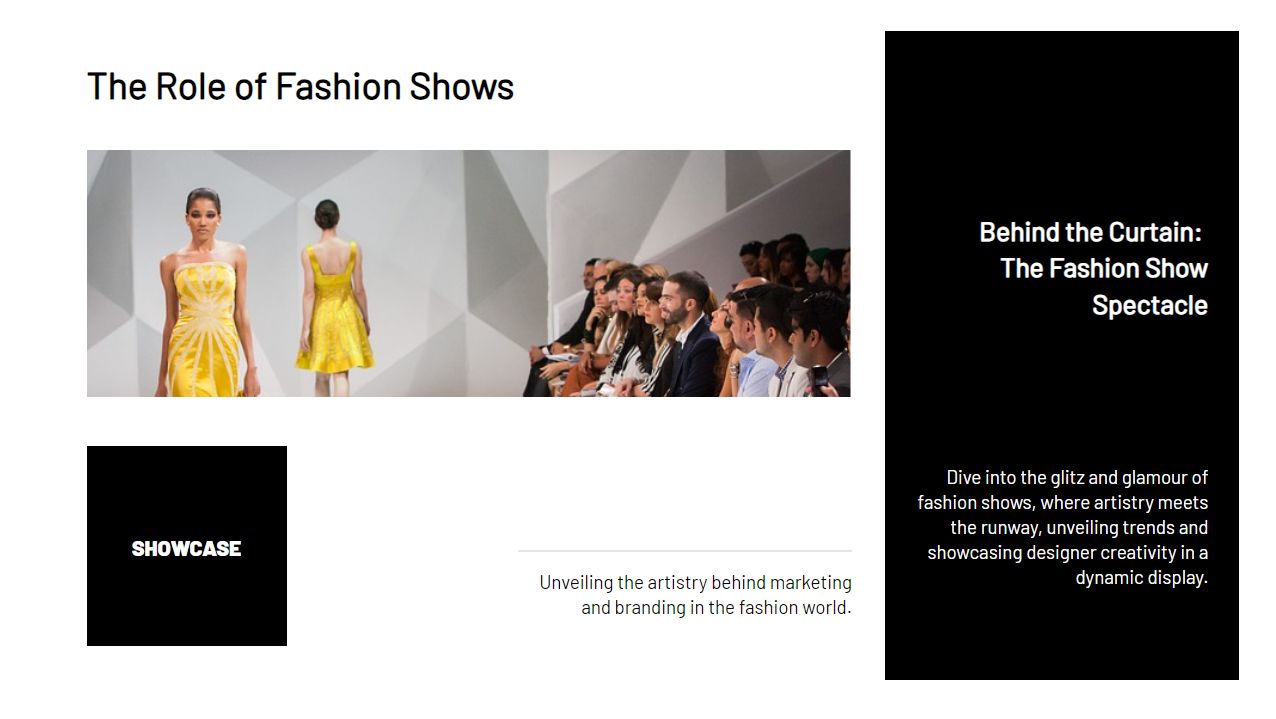 The Role of Fashion Shows
SHOWCASE
Unveiling the artistry behind marketing
and branding in the fashion world.
Behind the Curtain:
The Fashion Show
Spectacle
Dive into the glitz and glamour of
fashion shows, where artistry meets
the runway, unveiling trends and
showcasing designer creativity in a
dynamic display.